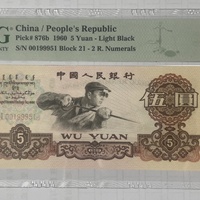 China / People's Republic
Pick# 876b 1960 5 Yuan - Light Black
S/N 00199951 Block 21 - 2 R. Numerals
中国人民银行
00199951
伍圆
WU YUAN
5
5